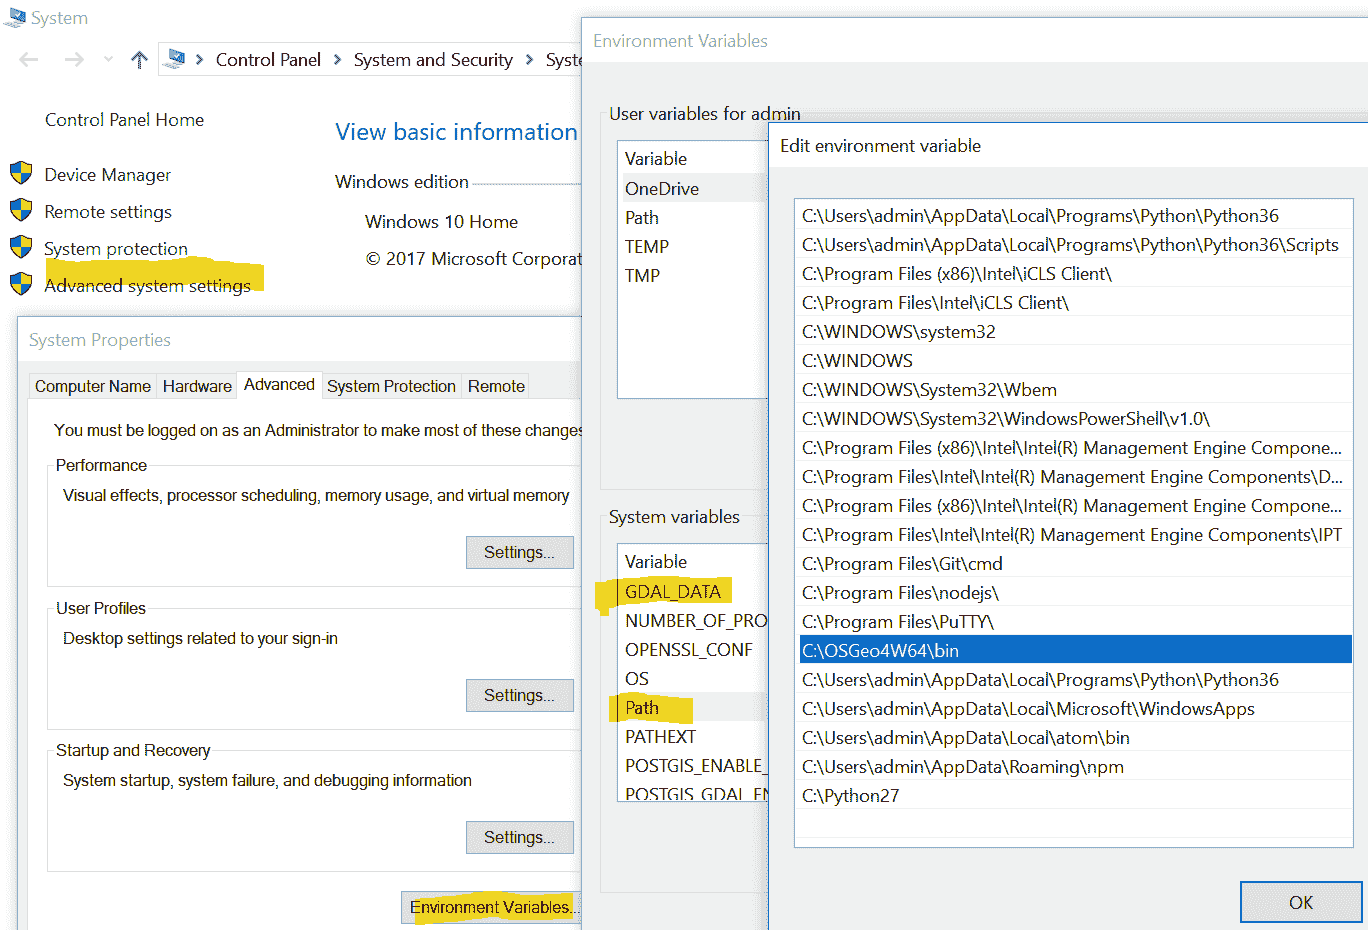 System
Control Panel
System and Security
Control Panel Home
Device Manager
Remote settings
System protection
Advanced system settings
View basic information
Windows edition
Windows 10 Home
© 2017 Microsoft
System Properties
Computer Name
Hardware
Advanced
System Protection
Remote
You must be logged on as an Administrator to make most of these changes
Performance
Visual effects, processor scheduling, memory usage, and virtual memory
Settings...
User Profiles
Desktop settings related to your sign-in
Settings...
Startup and Recovery
System startup, system failure, and debugging information
Settings...
Environment Variables...
Environment Variables
User variables for admin
Variable
OneDrive
Path
TEMP
TMP
System variables
Variable
GDAL_DATA
NUMBER_OF_PRO
OPENSSL_CONF
OS
Path
PATHEXT
POSTGIS_ENABLE_
POSTGIS_GDAL_EN
Edit environment variable
C:\Users\admin\AppData\Local\Programs\Python\Python36
C:\Users\admin\AppData\Local\Programs\Python\Python36\Scripts
C:\Program Files (x86)\Intel\iCLS Client\
C:\Program Files\Intel\iCLS Client\
C:\WINDOWS\system32
C:\WINDOWS
C:\WINDOWS\System32\Wbem
C:\WINDOWS\System32\WindowsPowerShell\v1.0\
C:\Program Files (x86)\Intel\Intel(R) Management Engine Compone...
C:\Program Files\Intel\Intel(R) Management Engine Components\D...
C:\Program Files (x86)\Intel\Intel(R) Management Engine Compone...
C:\Program Files\Intel\Intel(R) Management Engine Components\IPT
C:\Program Files\Git\cmd
C:\Program Files\nodejs\
C:\Program Files\PuTTY\
C:\OSGeo4W64\bin
C:\Users\admin\AppData\Local\Programs\Python\Python36
C:\Users\admin\AppData\Local\Microsoft\WindowsApps
C:\Users\admin\AppData\Local\atom\bin
C:\Users\admin\AppData\Roaming\npm
C:\Python27
OK